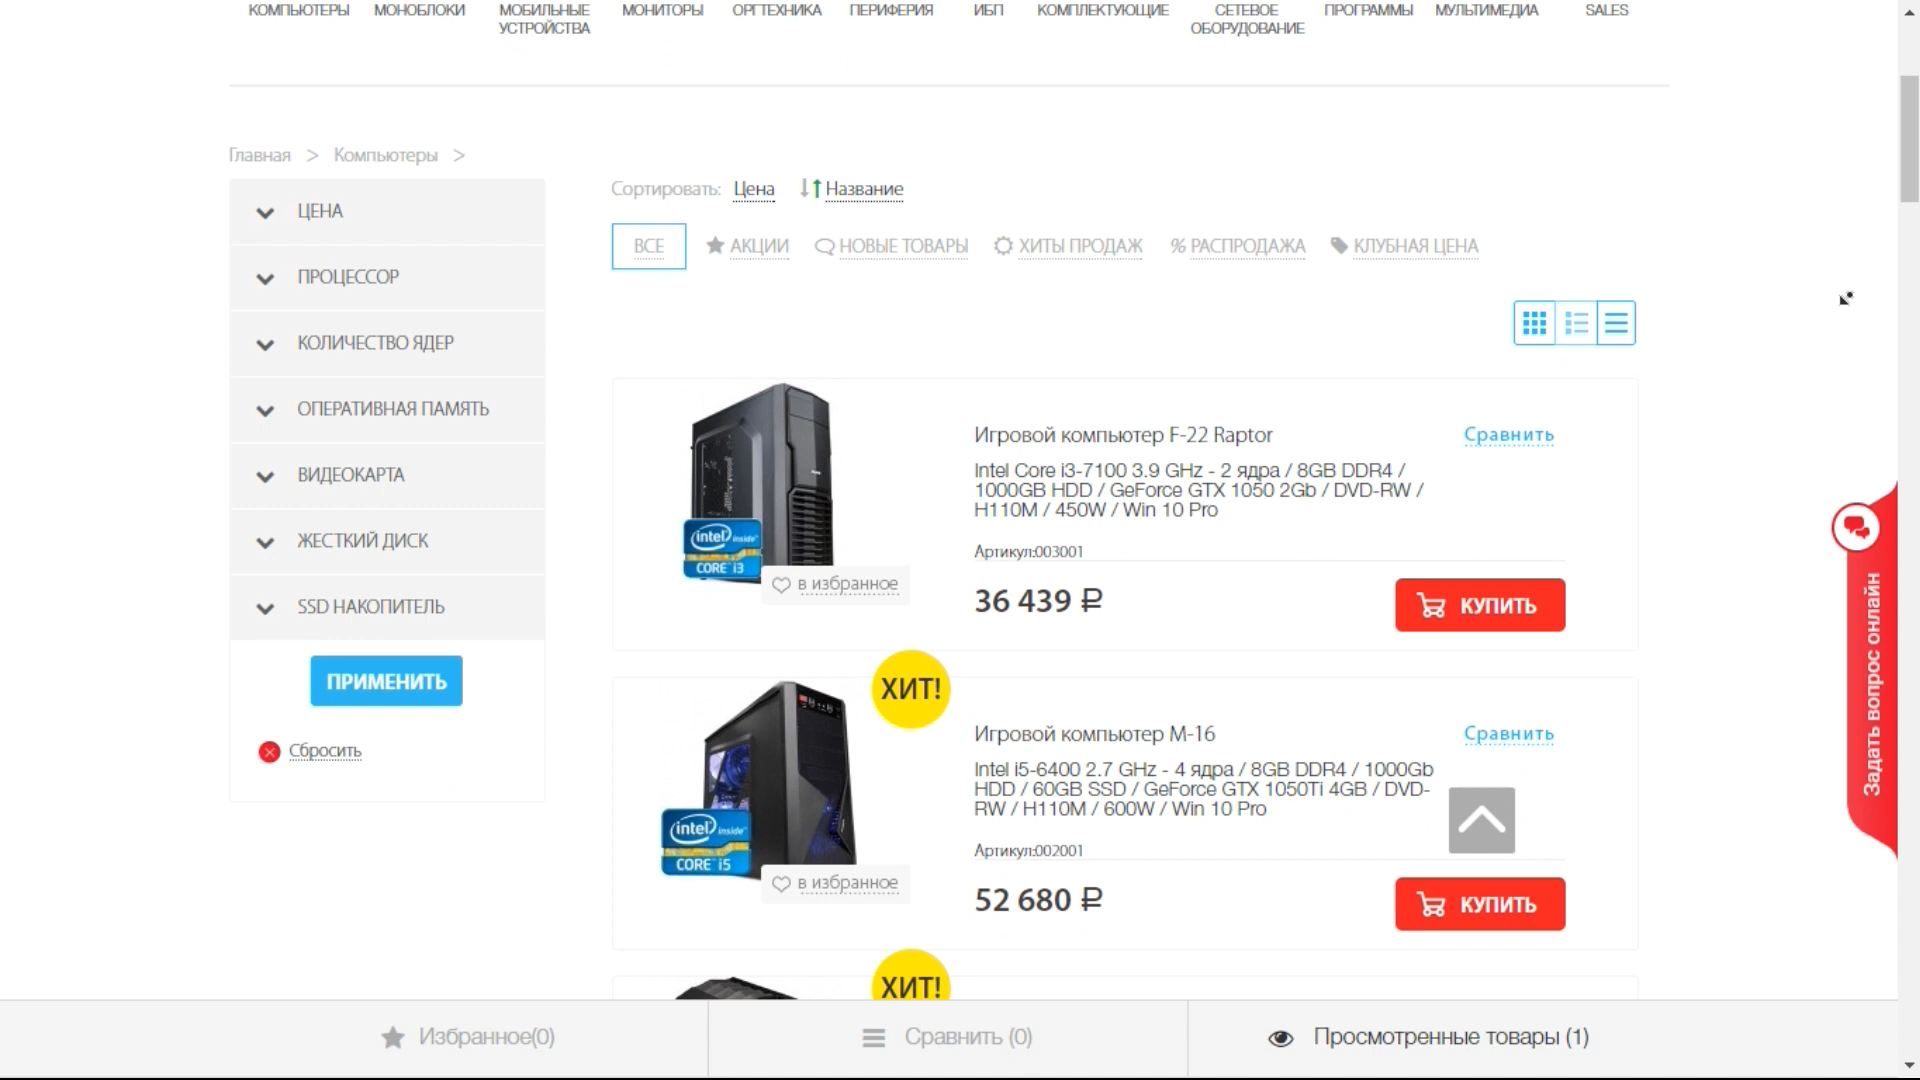 КОМПЬЮТЕРЫ МОНОБЛОКИ МОБИЛЬНЫЕ УСТРОЙСТВА МОНИТОРЫ ОРГТЕХНИКА ПЕРИФЕРИЯ ИБП КОМПЛЕКТУЮЩИЕ СЕТЕВОЕ ОБОРУДОВАНИЕ ПРОГРАММЫ МУЛЬТИМЕДИА SALES
Главная > Компьютеры >
ЦЕНА
ПРОЦЕССОР
КОЛИЧЕСТВО ЯДЕР
ОПЕРАТИВНАЯ ПАМЯТЬ
ВИДЕОКАРТА
ЖЕСТКИЙ ДИСК
SSD НАКОПИТЕЛЬ
ПРИМЕНИТЬ
Сбросить
Сортировать: Цена Название
ВСЕ АКЦИИ НОВЫЕ ТОВАРЫ ХИТЫ ПРОДАЖ % РАСПРОДАЖА КЛУБНАЯ ЦЕНА
intel inside
CORE i3
в избранное
Игровой компьютер F-22 Raptor
Сравнить
Intel Core i3-7100 3.9 GHz - 2 ядра / 8GB DDR4 /
1000GB HDD / GeForce GTX 1050 2Gb / DVD-RW /
H110M / 450W / Win 10 Pro
Артикул:003001
36 439 ₽
КУПИТЬ
ХИТ!
intel inside
CORE i5
в избранное
Игровой компьютер M-16
Сравнить
Intel i5-6400 2.7 GHz - 4 ядра / 8GB DDR4 / 1000Gb
HDD / 60GB SSD / GeForce GTX 1050Ti 4GB / DVD-
RW / H110M / 600W / Win 10 Pro
Артикул:002001
52 680 ₽
КУПИТЬ
ХИТ!
Задать вопрос онлайн
Избранное(0)
Сравнить (0)
Просмотренные товары (1)